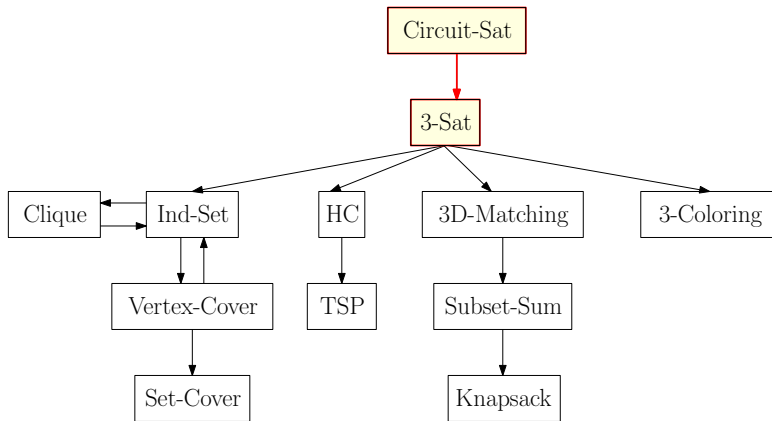 Circuit-Sat
3-Sat
Clique
Ind-Set
HC
3D-Matching
3-Coloring
Vertex-Cover
TSP
Subset-Sum
Set-Cover
Knapsack